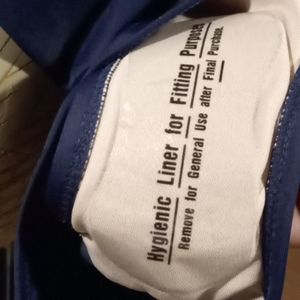 Hygienic Liner for Fitting Purposes
Remove for General Use after Final Purchase.